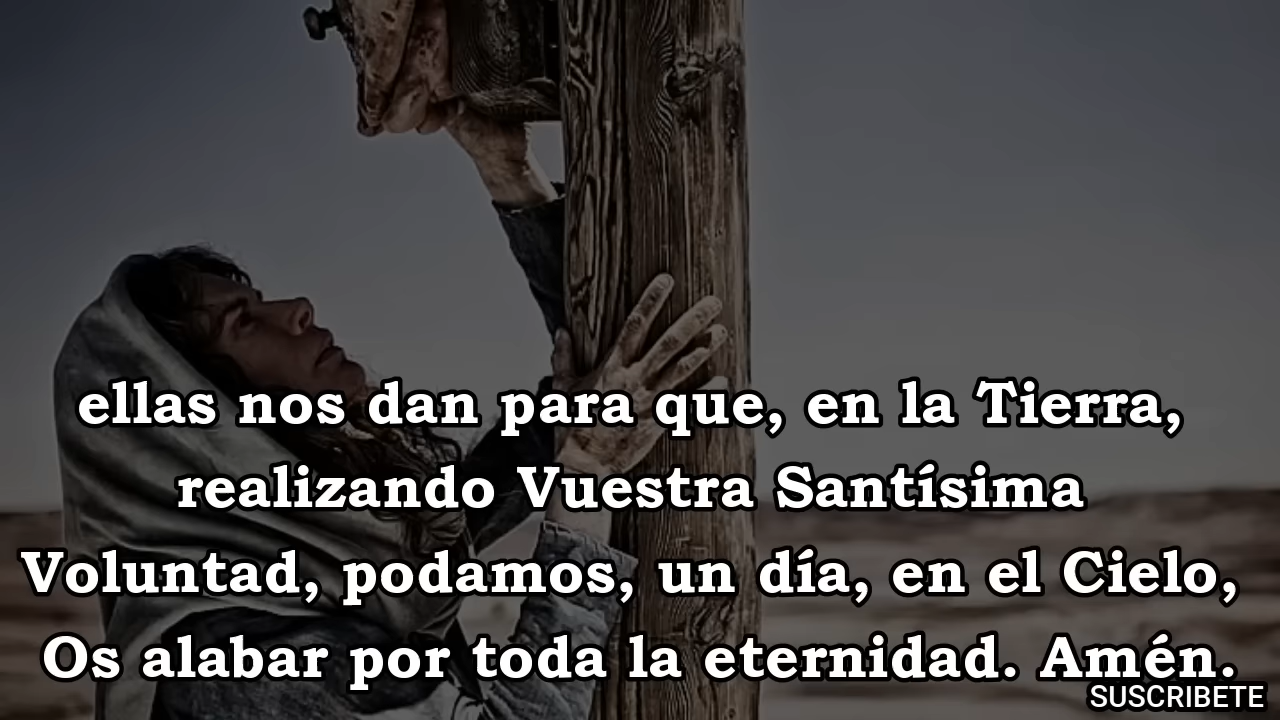 ellas nos dan para que, en la Tierra,
realizando Vuestra Santísima
Voluntad, podamos, un día, en el Cielo,
Os alabar por toda la eternidad. Amén.
SUSCRIBETE